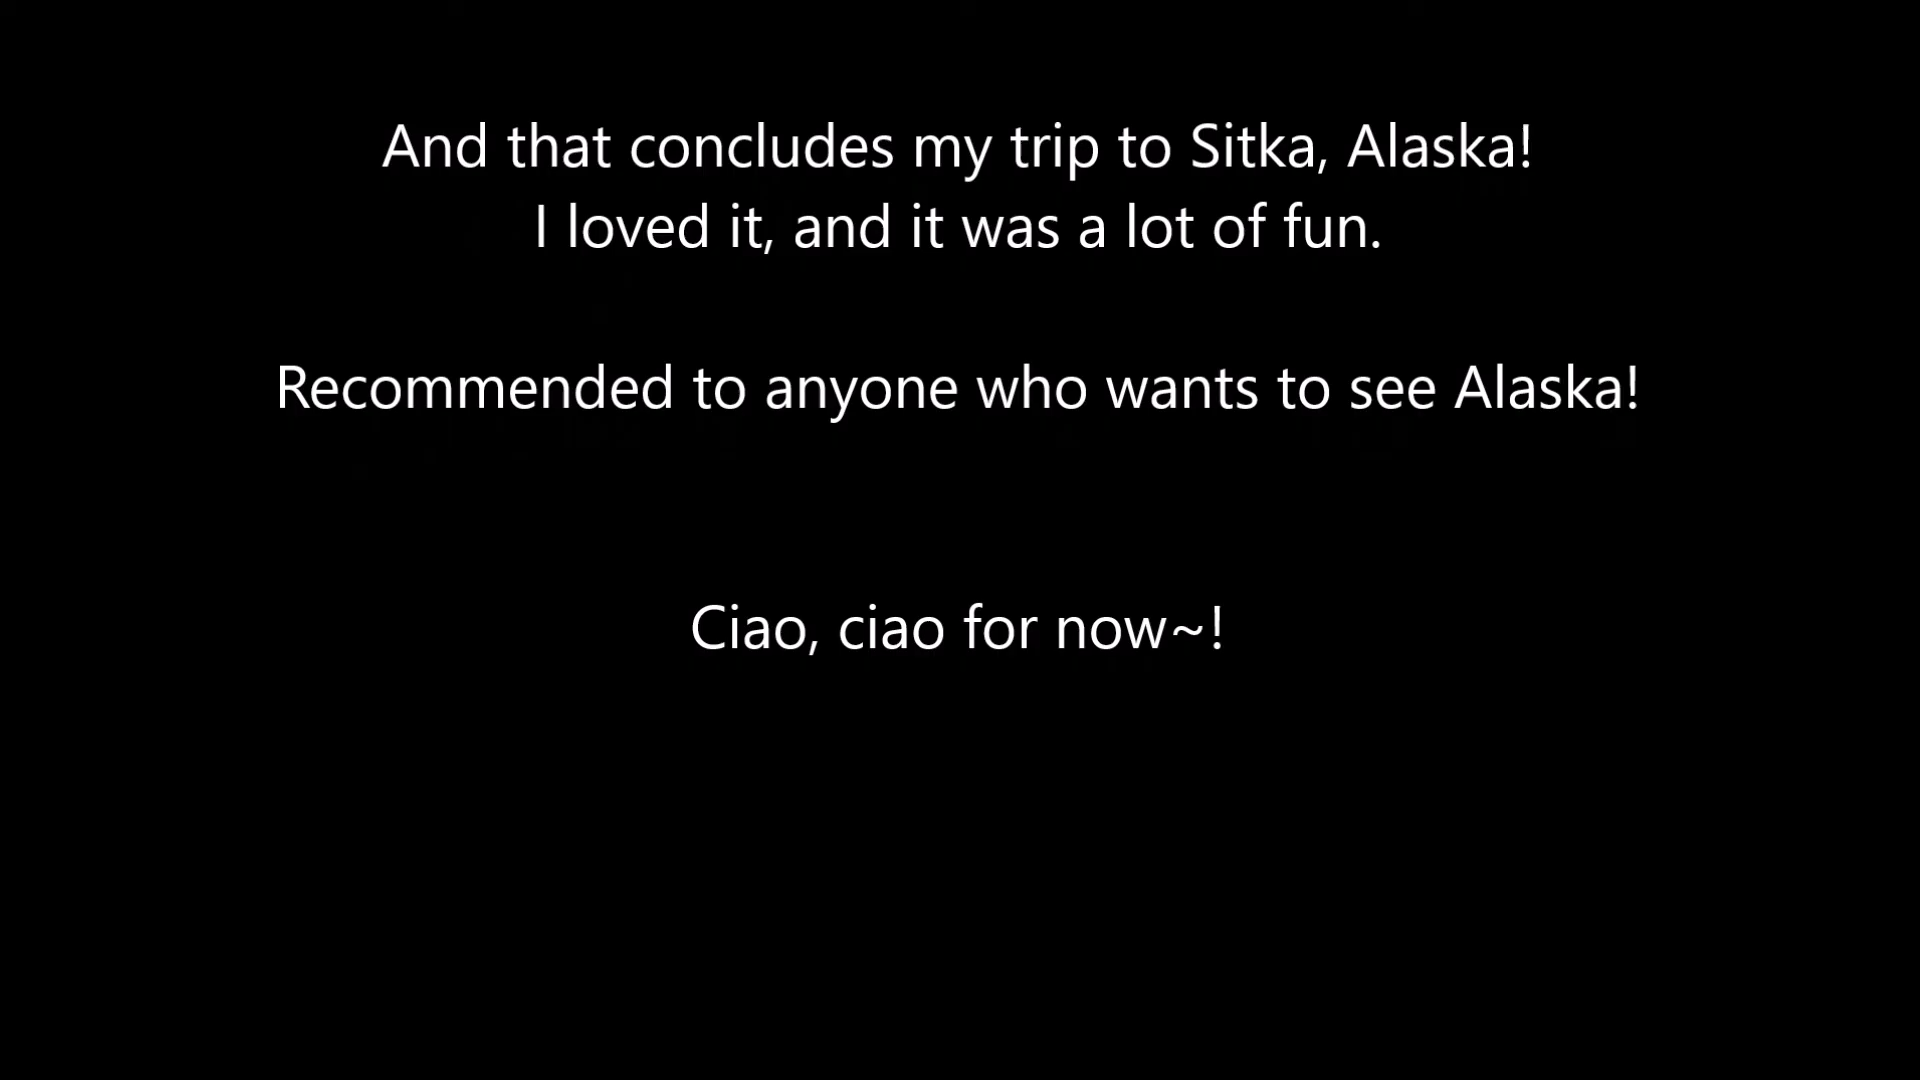 And that concludes my trip to Sitka, Alaska!
I loved it, and it was a lot of fun.
Recommended to anyone who wants to see Alaska!
Ciao, ciao for now~!